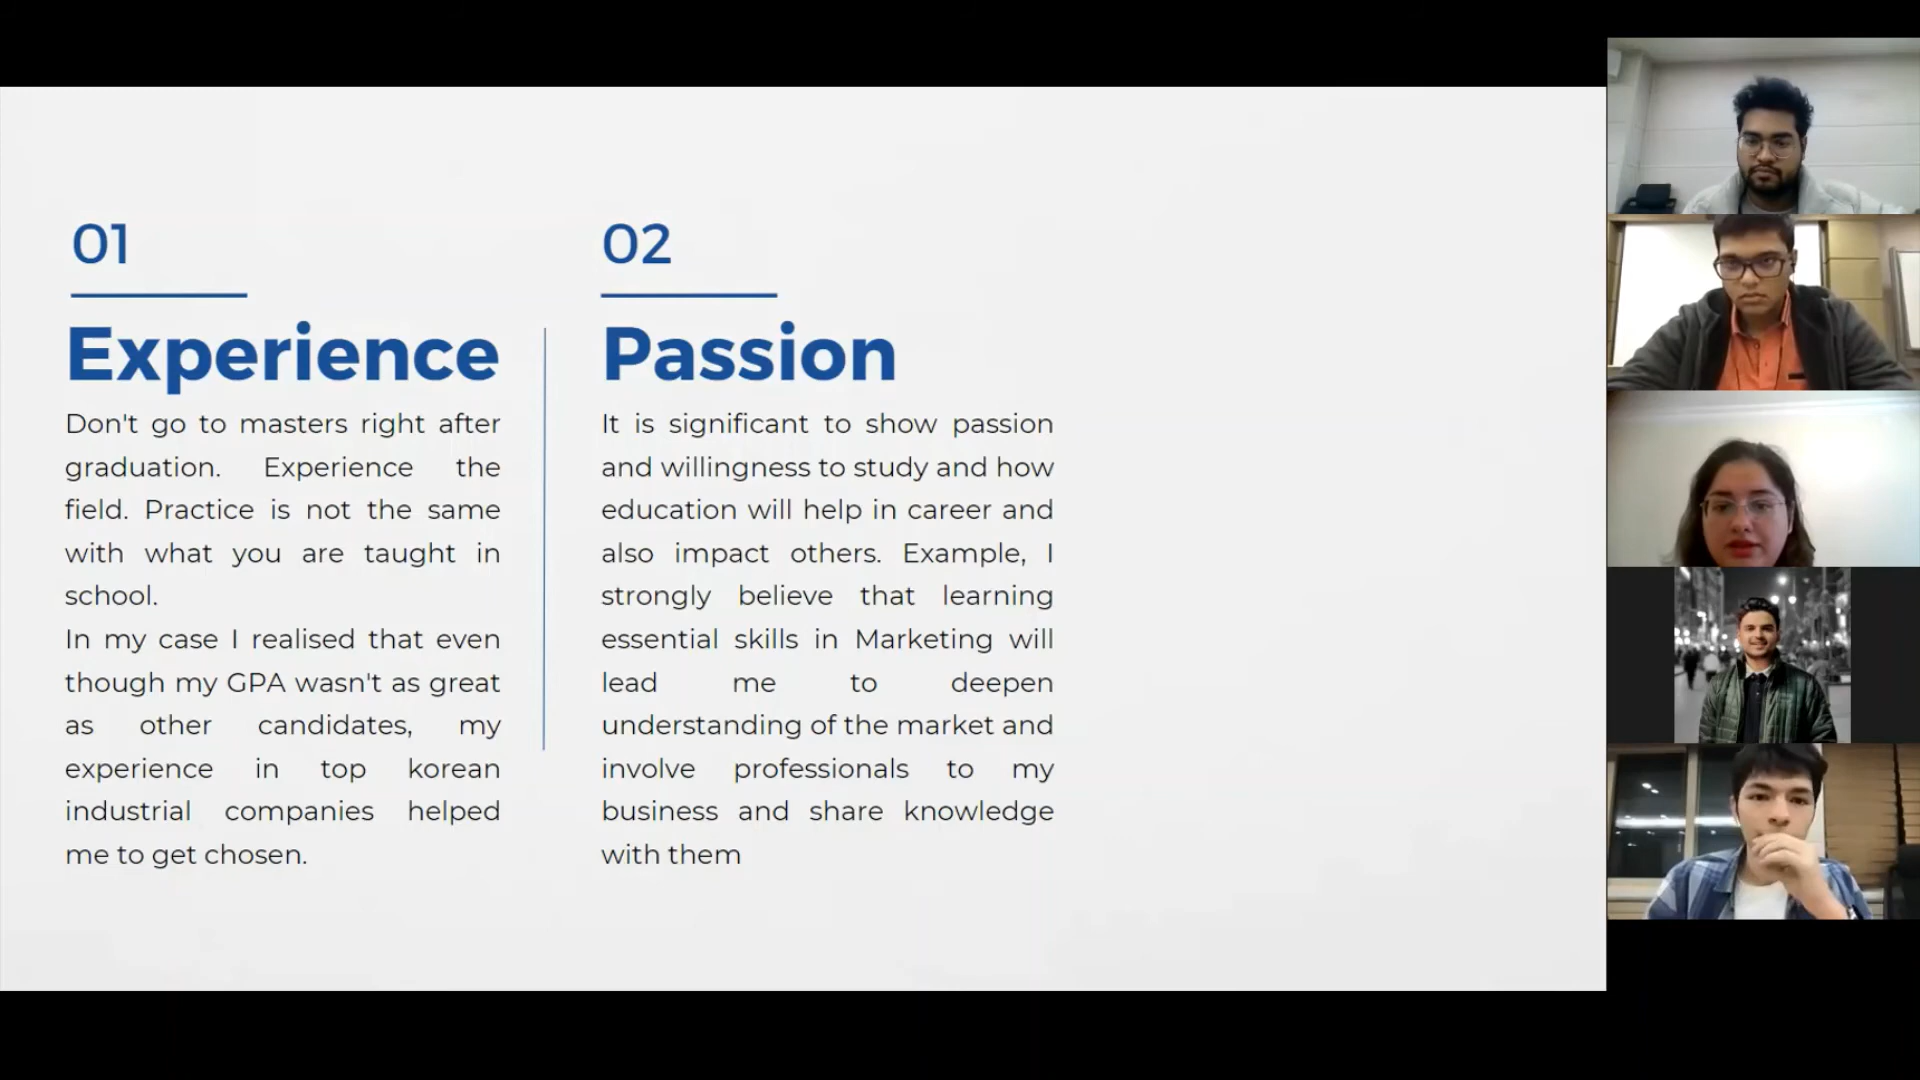 01
Experience
Don't go to masters right after
graduation. Experience the
field. Practice is not the same
with what you are taught in
school.
In my case I realised that even
though my GPA wasn't as great
as other candidates, my
experience in top korean
industrial companies helped
me to get chosen.
02
Passion
It is significant to show passion
and willingness to study and how
education will help in career and
also impact others. Example, I
strongly believe that learning
essential skills in Marketing will
lead me to deepen
understanding of the market and
involve professionals to my
business and share knowledge
with them